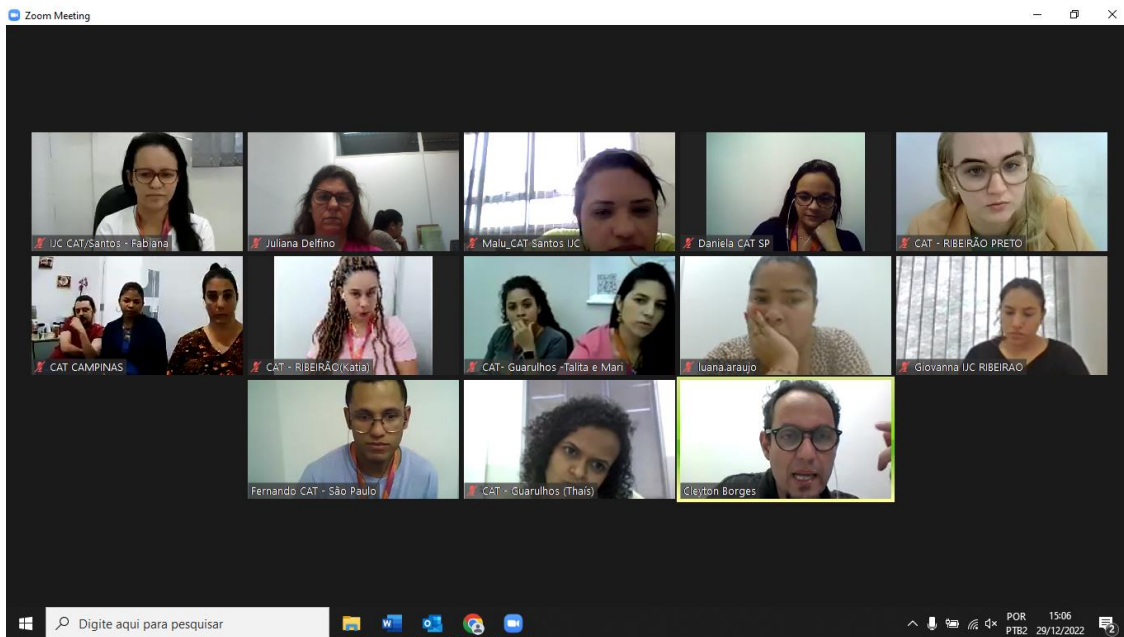 Zoom Meeting
IJC CAT/Santos - Fabiana
Juliana Delfino
Malu_CAT Santos IJC
Daniela CAT SP
CAT - RIBEIRÃO PRETO
CAT CAMPINAS
CAT - RIBEIRÃO(Katia)
CAT- Guarulhos -Talita e Mari
luana.araujo
Giovanna IJC RIBEIRAO
Fernando CAT - São Paulo
CAT - Guarulhos (Thaís)
Cleyton Borges
Digite aqui para pesquisar
POR
PTB2
15:06
29/12/2022
2